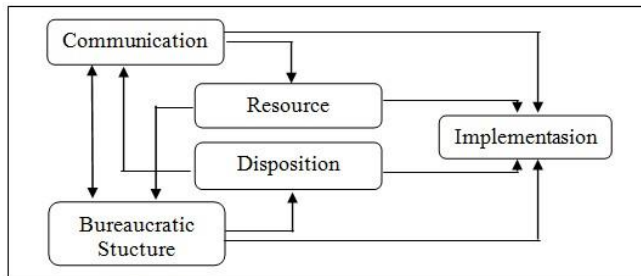 Communication
Resource
Implementasion
Disposition
Bureaucratic
Stucture